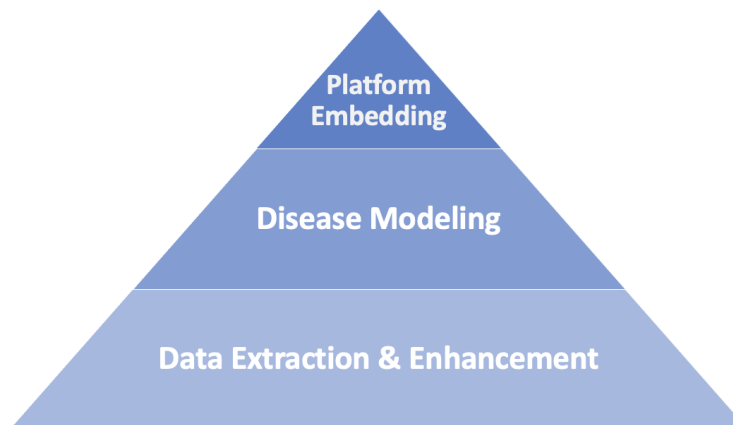 Platform
Embedding
Disease Modeling
Data Extraction & Enhancement